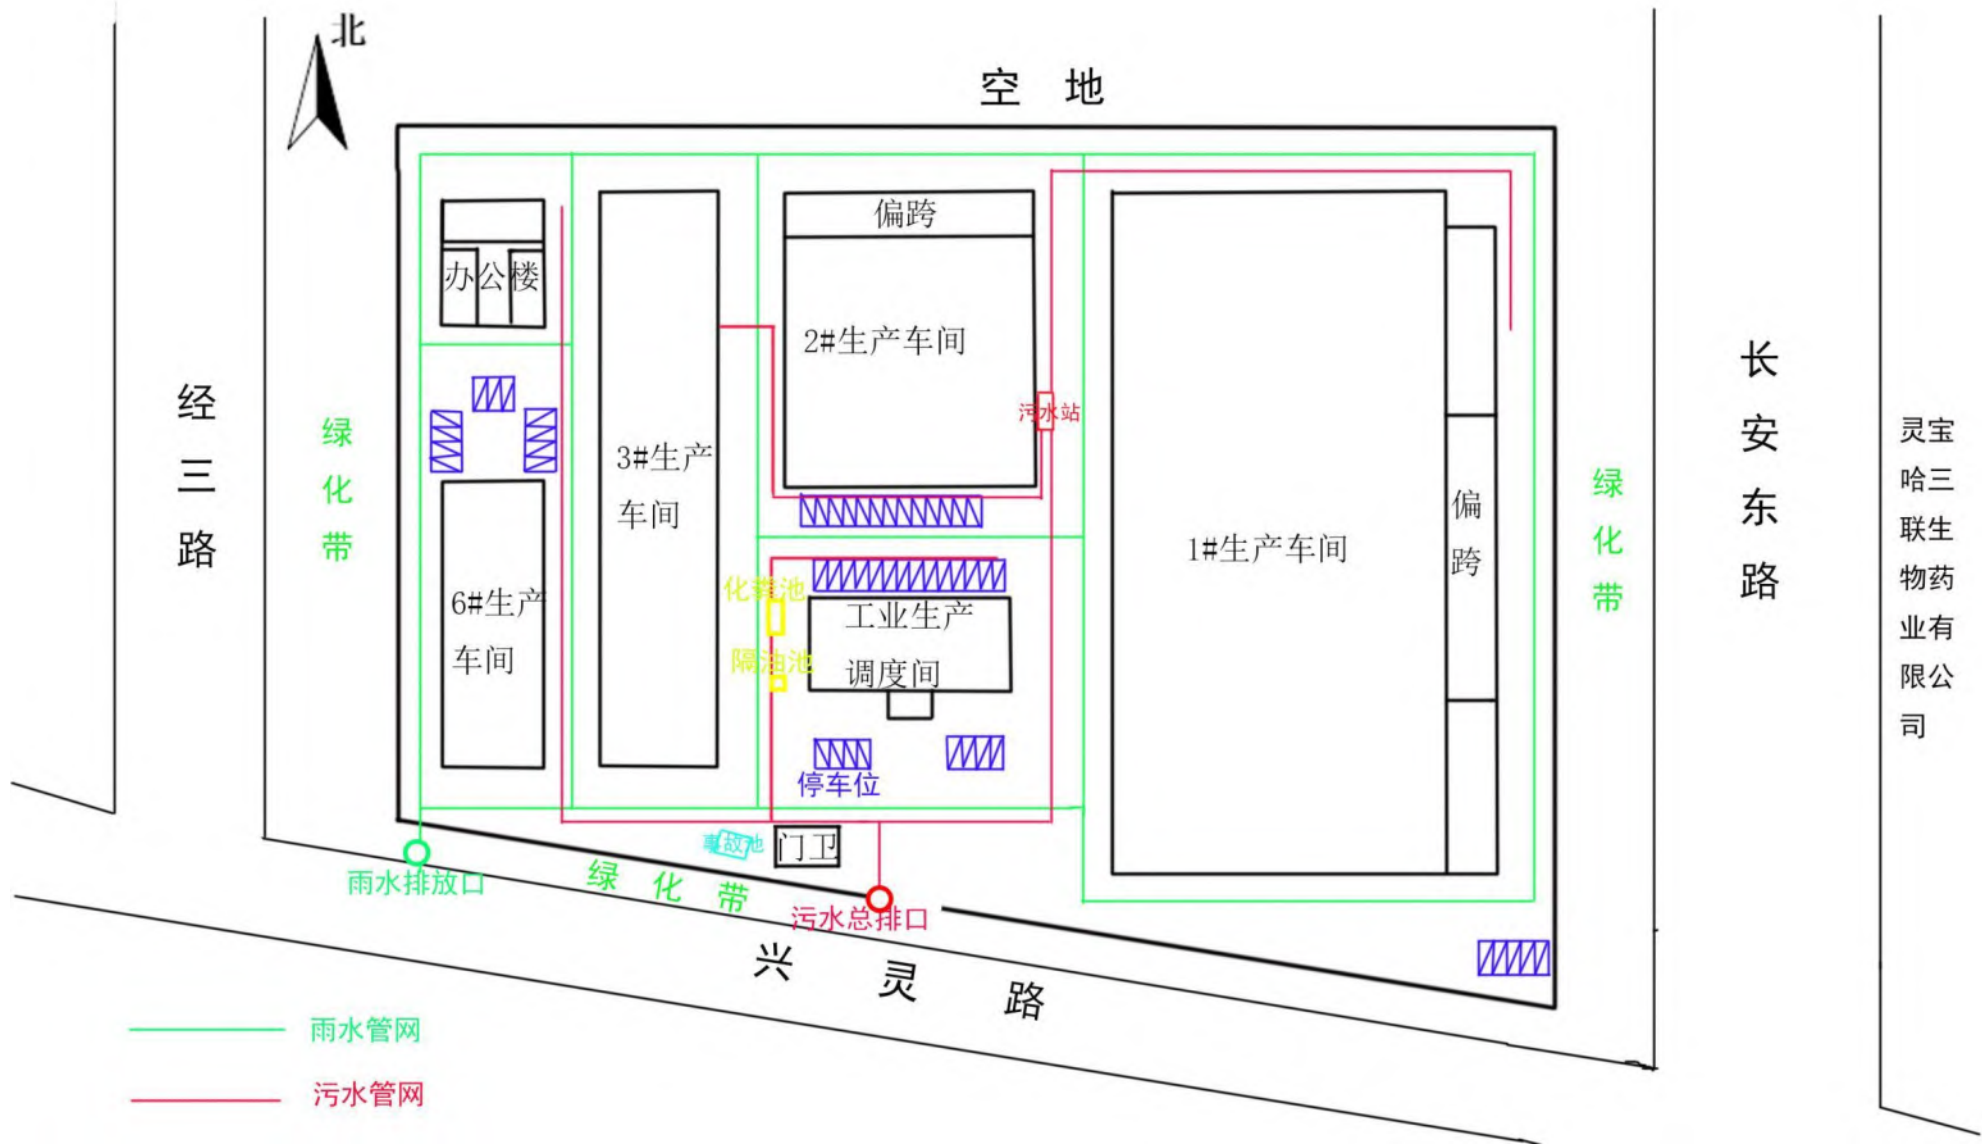 北
空 地
偏跨
办公楼
2#生产车间
长安东路
经三路
绿化带
污水站
灵宝
哈三
联生
物药
业有
限公
司
3#生产
车间
绿化带
偏跨
1#生产车间
化粪池
6#生产
车间
工业生产
调度间
隔油池
停车位
事故池
门卫
雨水排放口
绿化带
污水总排口
兴灵路
雨水管网
污水管网